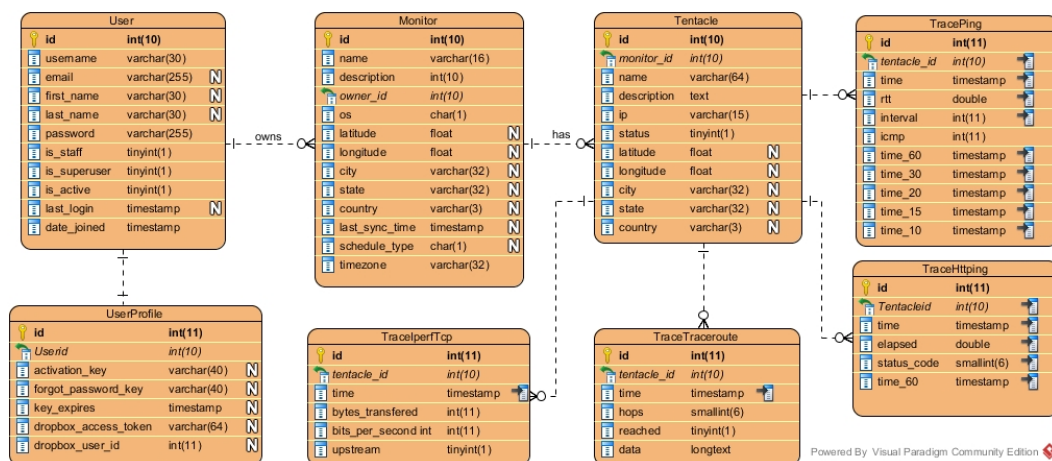 User
id int(10)
username varchar(30)
email varchar(255) N
first_name varchar(30) N
last_name varchar(30) N
password varchar(255)
is_staff tinyint(1)
is_superuser tinyint(1)
is_active tinyint(1)
last_login timestamp N
date_joined timestamp
owns
Monitor
id int(10)
name varchar(16)
description int(10)
owner_id int(10)
os char(1)
latitude float N
longitude float N
city varchar(32) N
state varchar(32) N
country varchar(3) N
last_sync_time timestamp N
schedule_type char(1) N
timezone varchar(32)
has
Tentacle
id int(10)
monitor_id int(10)
name varchar(64)
description text
ip varchar(15)
status tinyint(1)
latitude float N
longitude float N
city varchar(32) N
state varchar(32) N
country varchar(3) N
TracePing
id int(11)
tentacle_id int(10)
time timestamp
rtt double
interval int(11)
icmp int(11)
time_60 timestamp
time_30 timestamp
time_20 timestamp
time_15 timestamp
time_10 timestamp
UserProfile
id int(11)
Userid int(10)
activation_key varchar(40) N
forgot_password_key varchar(40) N
key_expires timestamp N
dropbox_access_token varchar(64) N
dropbox_user_id int(11) N
TraceIperfTcp
id int(11)
tentacle_id int(10)
time timestamp
bytes_transfered int(11)
bits_per_second int int(11)
upstream tinyint(1)
TraceTraceroute
id int(11)
tentacle_id int(10)
time timestamp
hops smallint(6)
reached tinyint(1)
data longtext
TraceHttping
id int(11)
Tentacleid int(10)
time timestamp
elapsed double
status_code smallint(6)
time_60 timestamp
Powered By Visual Paradigm Community Edition